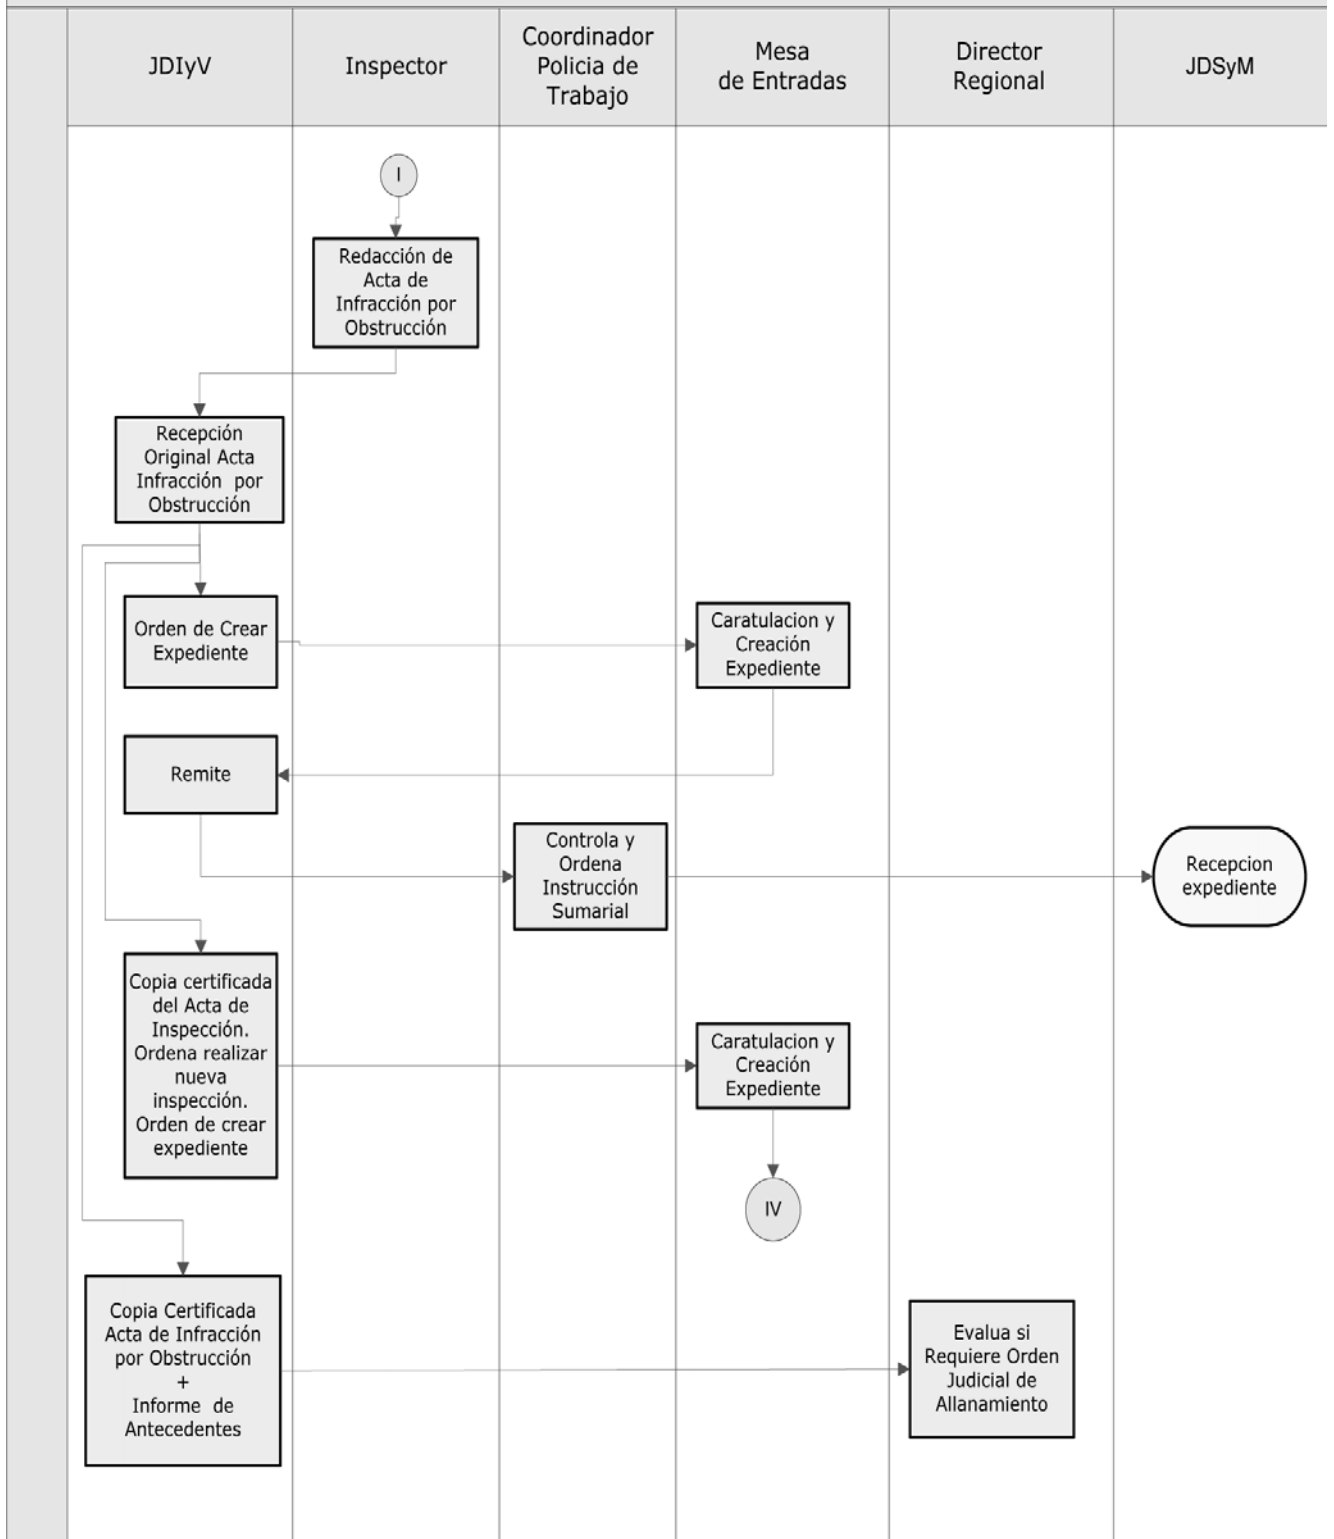 JDIyV
Inspector
Coordinador
Policia de
Trabajo
Mesa
de Entradas
Director
Regional
JDSyM
I
Redacción de
Acta de
Infracción por
Obstrucción
Recepción
Original Acta
Infracción por
Obstrucción
Orden de Crear
Expediente
Caratulacion y
Creación
Expediente
Remite
Controla y
Ordena
Instrucción
Sumarial
Recepcion
expediente
Copia certificada
del Acta de
Inspección.
Ordena realizar
nueva
inspección.
Orden de crear
expediente
Caratulacion y
Creación
Expediente
IV
Copia Certificada
Acta de Infracción
por Obstrucción
+
Informe de
Antecedentes
Evalua si
Requiere Orden
Judicial de
Allanamiento